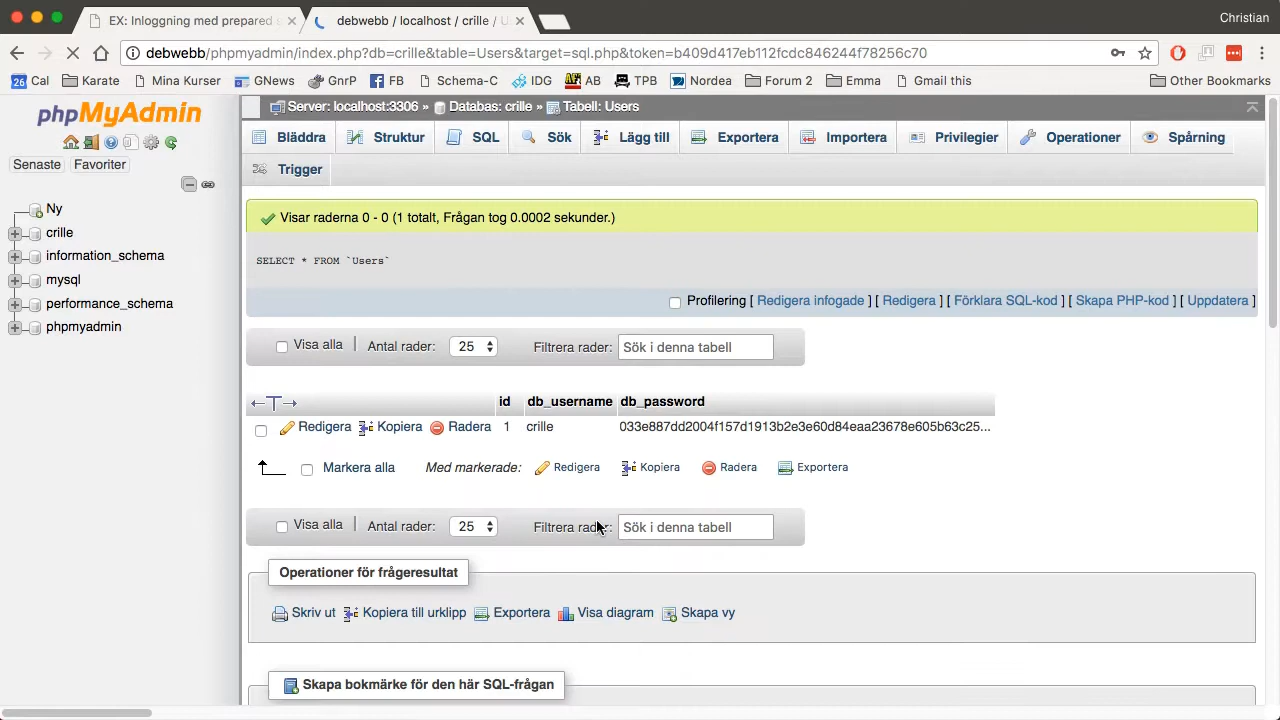 EX: Inloggning med prepared s
debwebb / localhost / crille / U
Christian
debwebb/phpmyadmin/index.php?db=crille&table=Users&target=sql.php&token=b409d417eb112fcdc846244f78256c70
26 Cal Karate Mina Kurser GNews GnrP FB Schema-C IDG AB TPB Nordea Forum 2 Emma Gmail this Other Bookmarks
phpMyAdmin
Senaste Favoriter
Ny
crille
information_schema
mysql
performance_schema
phpmyadmin
Server: localhost:3306 » Databas: crille » Tabell: Users
Bläddra Struktur SQL Sök Lägg till Exportera Importera Privilegier Operationer Spårning
Trigger
Visar raderna 0 - 0 (1 totalt, Frågan tog 0.0002 sekunder.)
SELECT * FROM `Users`
Profilering [ Redigera infogade ] [ Redigera ] [ Förklara SQL-kod ] [ Skapa PHP-kod ] [ Uppdatera ]
Visa alla | Antal rader: 25 Filtrera rader: Sök i denna tabell
←T→ id db_username db_password
Redigera Kopiera Radera 1 crille 033e887dd2004f157d1913b2e3e60d84eaa23678e605b63c25...
Markera alla Med markerade: Redigera Kopiera Radera Exportera
Visa alla | Antal rader: 25 Filtrera rader: Sök i denna tabell
Operationer för frågeresultat
Skriv ut Kopiera till urklipp Exportera Visa diagram Skapa vy
Skapa bokmärke för den här SQL-frågan